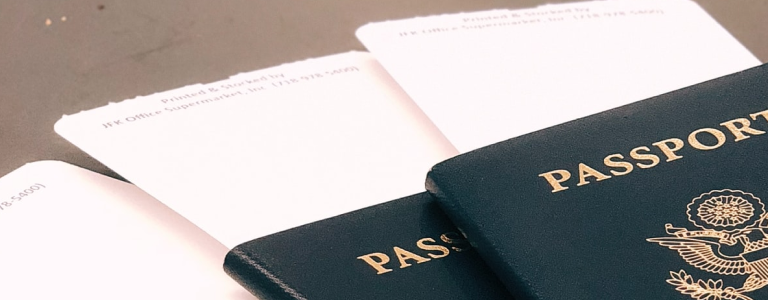 Printed & Stocked by
JFK Office Supermarket, Inc. (718-978-5400)
Printed & Stocked by
JFK Office Supermarket, Inc. (718-978-5400)
78-5400)
PASSPORT
PASS